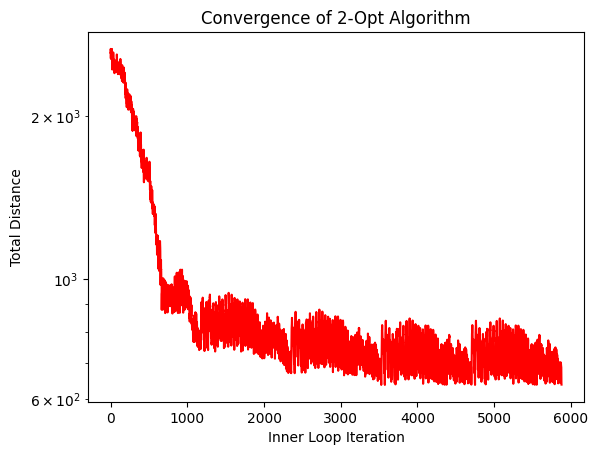 Convergence of 2-Opt Algorithm
Total Distance
2 × 10³
10³
6 × 10²
0 1000 2000 3000 4000 5000 6000
Inner Loop Iteration